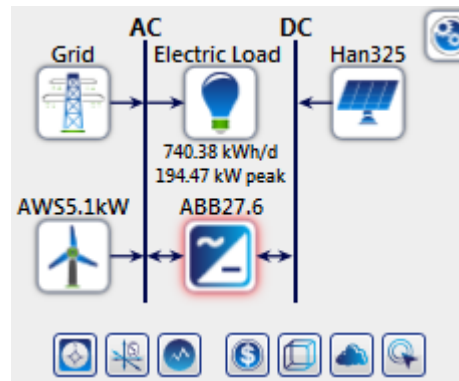 AC DC
Grid Electric Load Han325
740.38 kWh/d
194.47 kW peak
AWS5.1kW ABB27.6